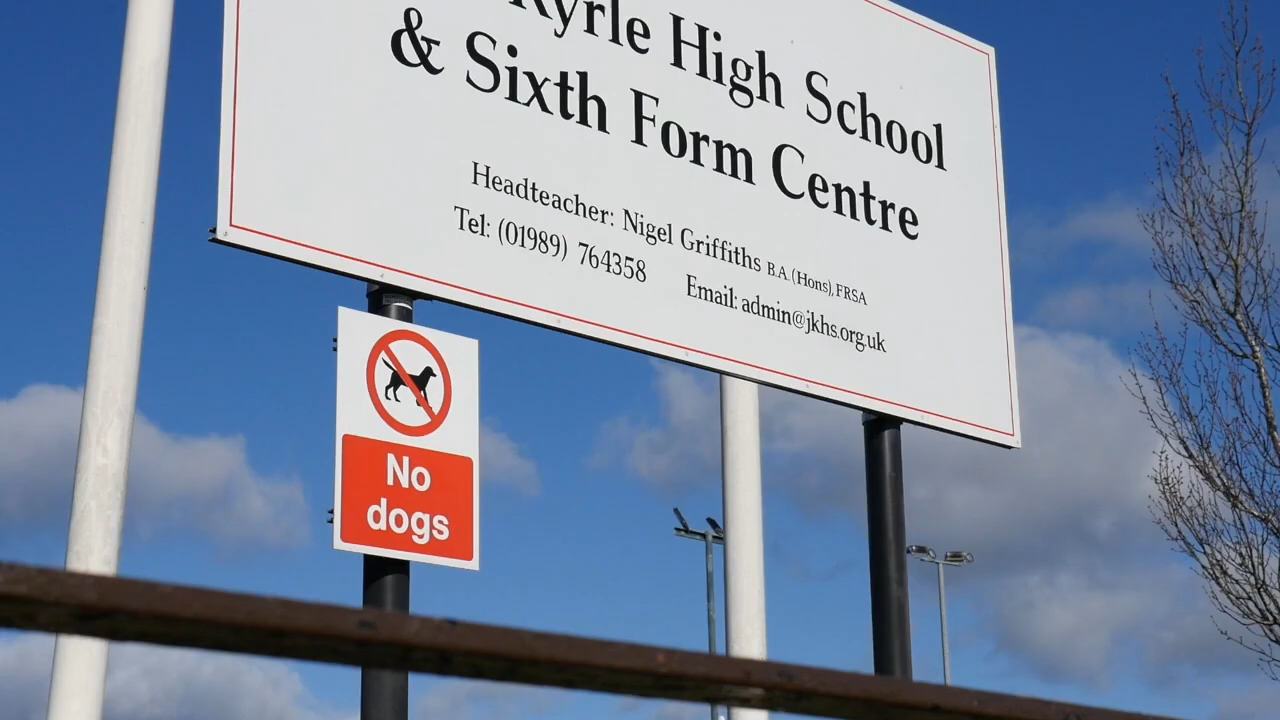 Kyrle High School
& Sixth Form Centre
Headteacher: Nigel Griffiths B.A.(Hons),FRSA
Tel: (01989) 764358 Email: admin@jkhs.org.uk
No
dogs